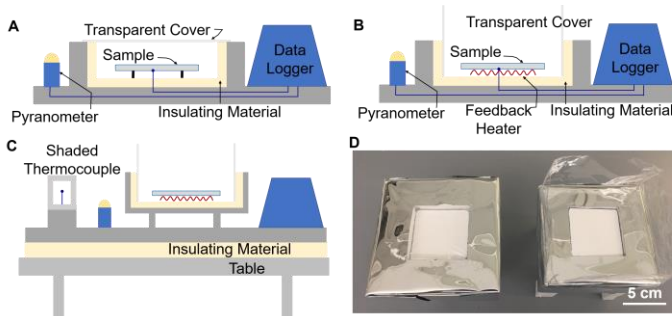 A
Transparent Cover
Sample
Data
Logger
Pyranometer
Insulating Material
B
Transparent Cover
Sample
Data
Logger
Pyranometer
Feedback
Heater
Insulating Material
C
Shaded
Thermocouple
Insulating Material
Table
D
5 cm